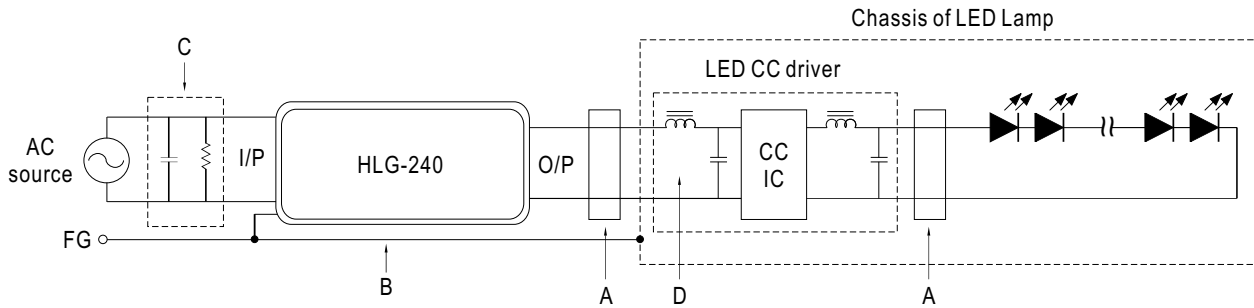 Chassis of LED Lamp
C
LED CC driver
AC
source
I/P
HLG-240
O/P
CC
IC
FG
B
A
D
A